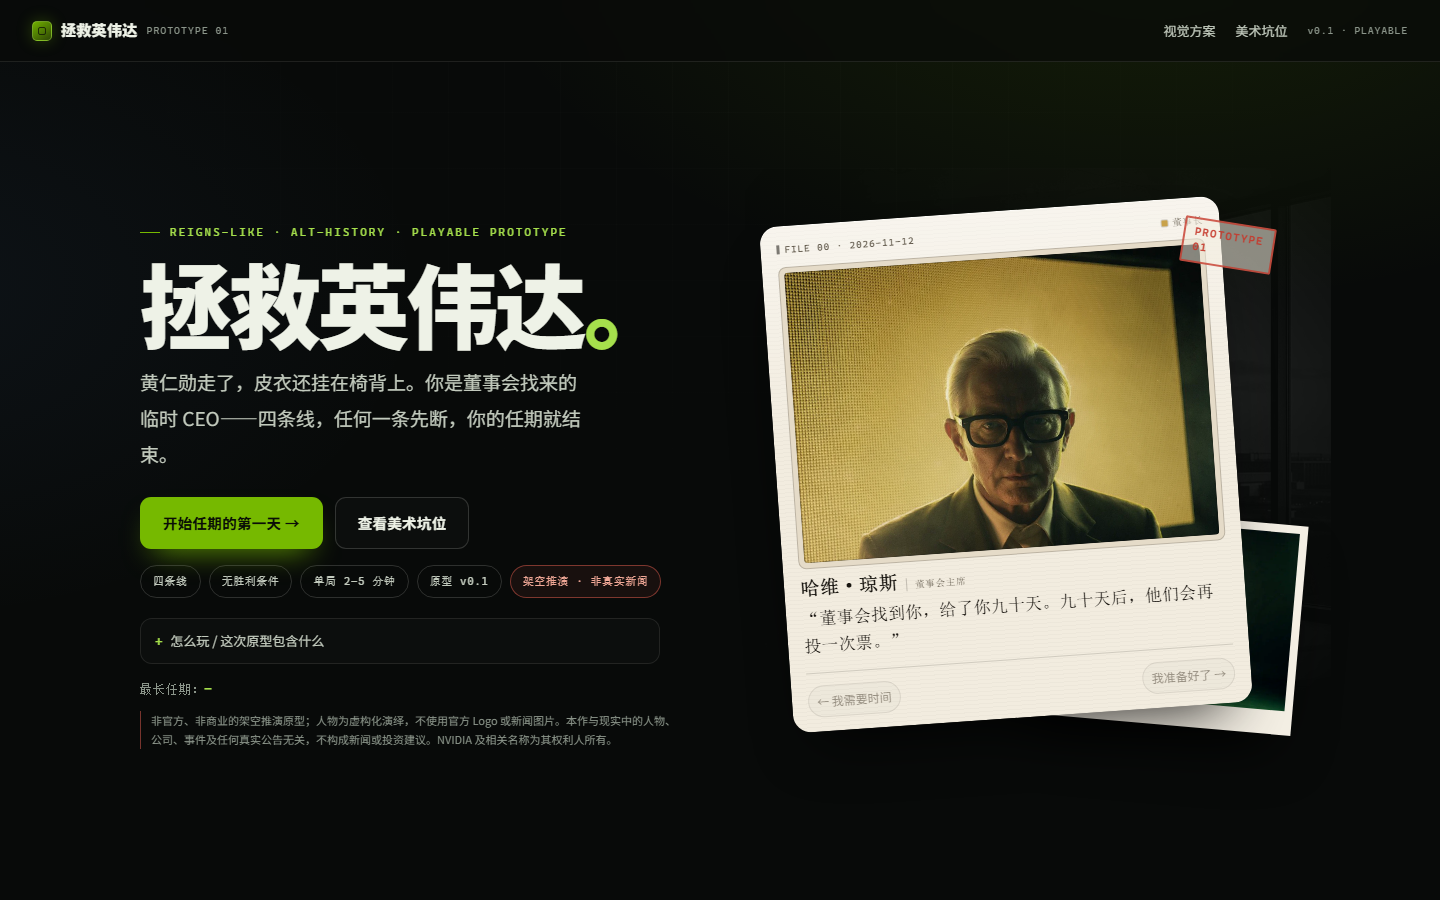 拯救英伟达 PROTOTYPE 01
视觉方案 美术坑位 v0.1 · PLAYABLE
REIGNS-LIKE · ALT-HISTORY · PLAYABLE PROTOTYPE
拯救英伟达。
黄仁勋走了，皮衣还挂在椅背上。你是董事会找来的
临时 CEO——四条线，任何一条先断，你的任期就结
束。
开始任期的第一天 →
查看美术坑位
四条线 无胜利条件 单局 2-5 分钟 原型 v0.1 架空推演 · 非真实新闻
+ 怎么玩 / 这次原型包含什么
最长任期: —
非官方、非商业的架空推演原型；人物为虚构化演绎，不使用官方 Logo 或新闻图片。本作与现实中的人物、
公司、事件及任何真实公告无关，不构成新闻或投资建议。NVIDIA 及相关名称为其权利人所有。
FILE 00 · 2026-11-12
PROTOTYPE
01
哈维·琼斯 | 董事会主席
“董事会找到你，给了你九十天。九十天后，他们会再
投一次票。”
← 我需要时间
我准备好了 →